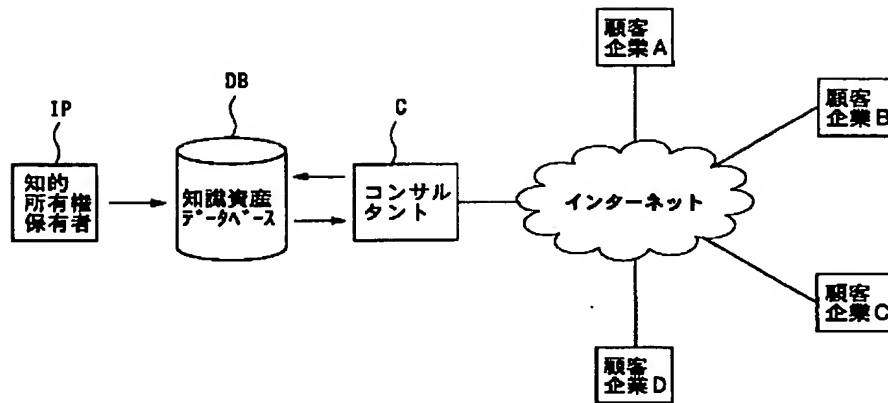 顧客
企業A
IP
DB
C
顧客
企業B
知的
所有権
保有者
知識資産
データベース
コンサル
タント
インターネット
顧客
企業C
顧客
企業D